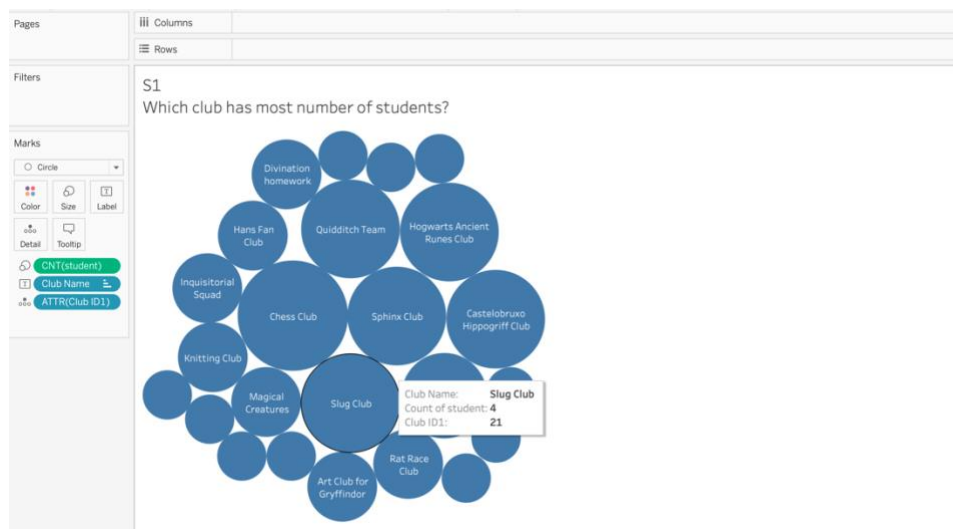 Pages
iii Columns
Rows
Filters
S1
Which club has most number of students?
Marks
Circle
Color
Size
Label
Detail
Tooltip
CNT(student)
Club Name
ATTR(Club ID1)
Divination
homework
Hans Fan
Club
Quidditch Team
Hogwarts Ancient
Runes Club
Inquisitorial
Squad
Chess Club
Sphinx Club
Castelobruxo
Hippogriff Club
Knitting Club
Magical
Creatures
Slug Club
Club Name: Slug Club
Count of student: 4
Club ID1: 21
Rat Race
Club
Art Club for
Gryffindor